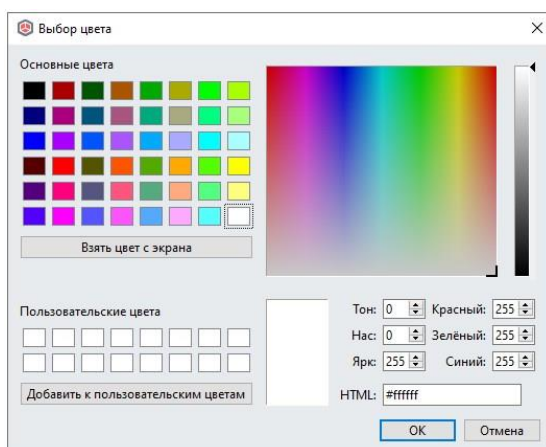 Выбор цвета
Основные цвета
Взять цвет с экрана
Пользовательские цвета
Добавить к пользовательским цветам
Тон: 0 Красный: 255
Нас: 0 Зелёный: 255
Ярк: 255 Синий: 255
HTML: #ffffff
OK Отмена